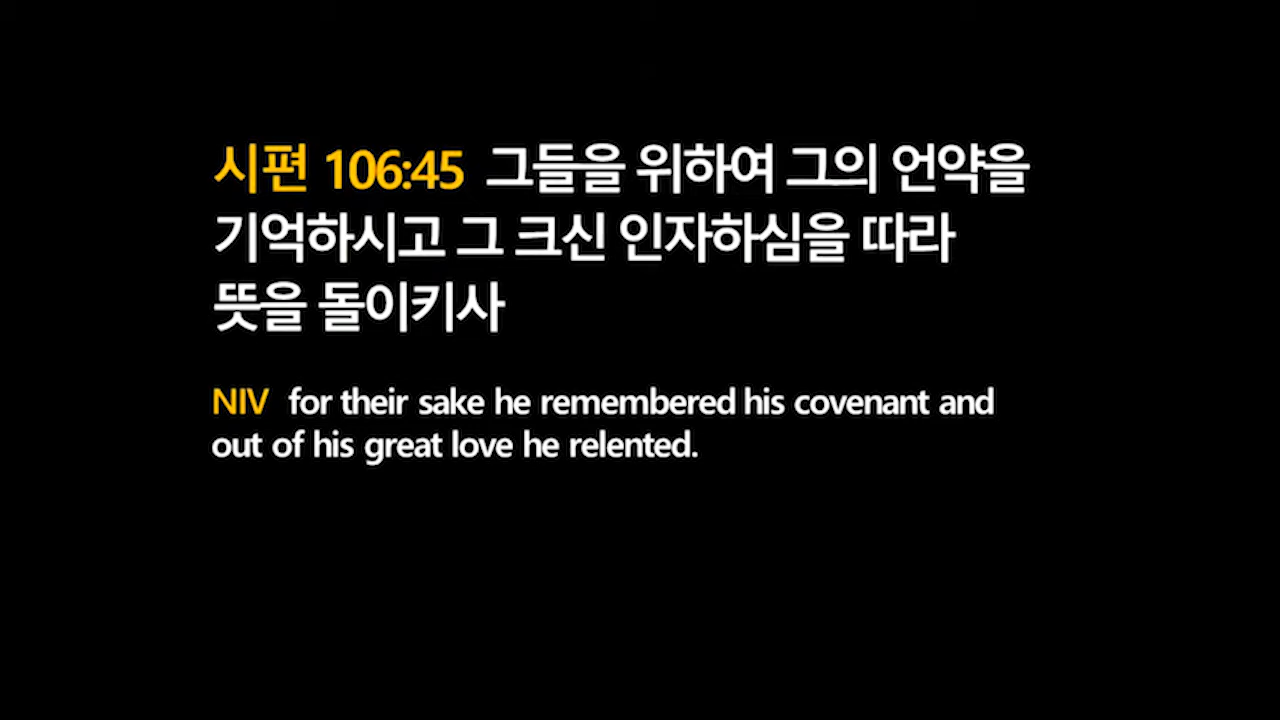 시편 106:45 그들을 위하여 그의 언약을
기억하시고 그 크신 인자하심을 따라
뜻을 돌이키사
NIV for their sake he remembered his covenant and
out of his great love he relented.